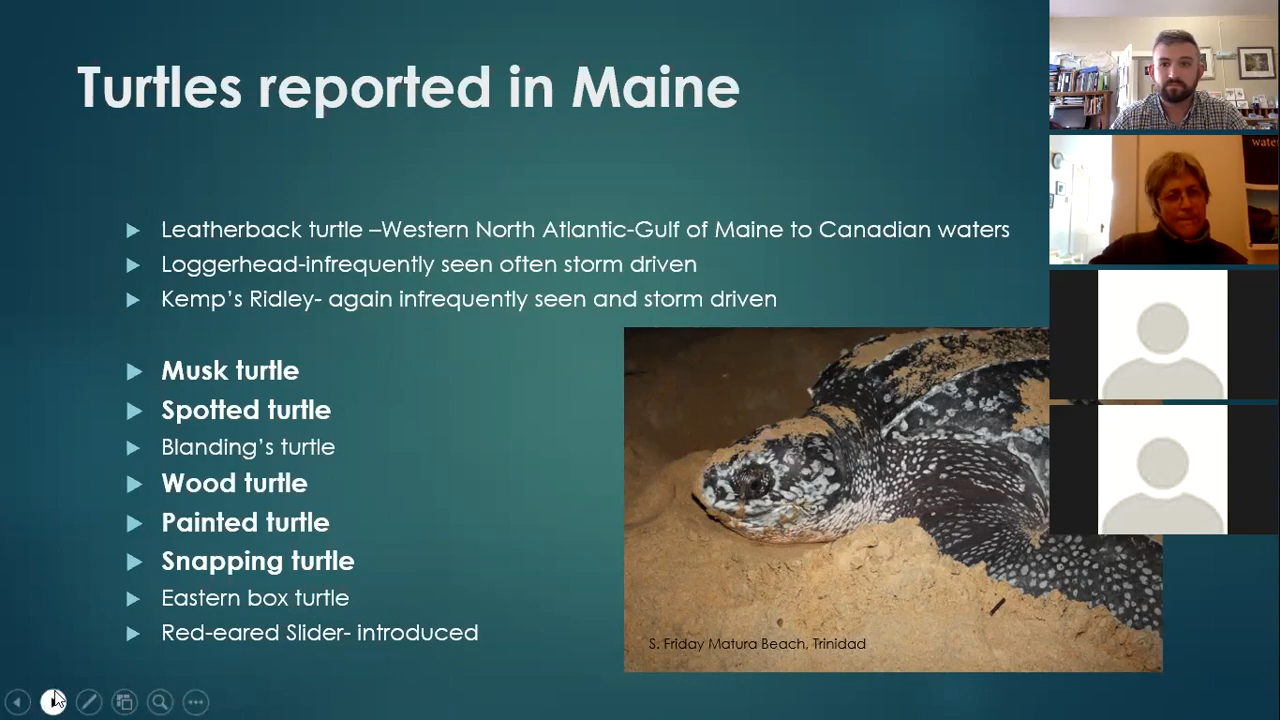 Turtles reported in Maine
Leatherback turtle –Western North Atlantic-Gulf of Maine to Canadian waters
Loggerhead-infrequently seen often storm driven
Kemp's Ridley- again infrequently seen and storm driven
Musk turtle
Spotted turtle
Blanding's turtle
Wood turtle
Painted turtle
Snapping turtle
Eastern box turtle
Red-eared Slider- introduced
S. Friday Matura Beach, Trinidad
wate